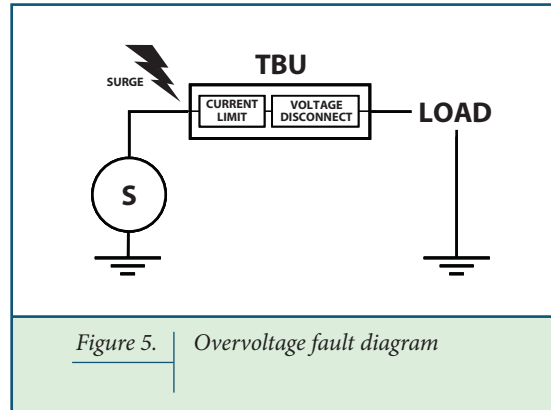 TBU
SURGE
CURRENT
LIMIT
VOLTAGE
DISCONNECT
LOAD
S
Figure 5. Overvoltage fault diagram